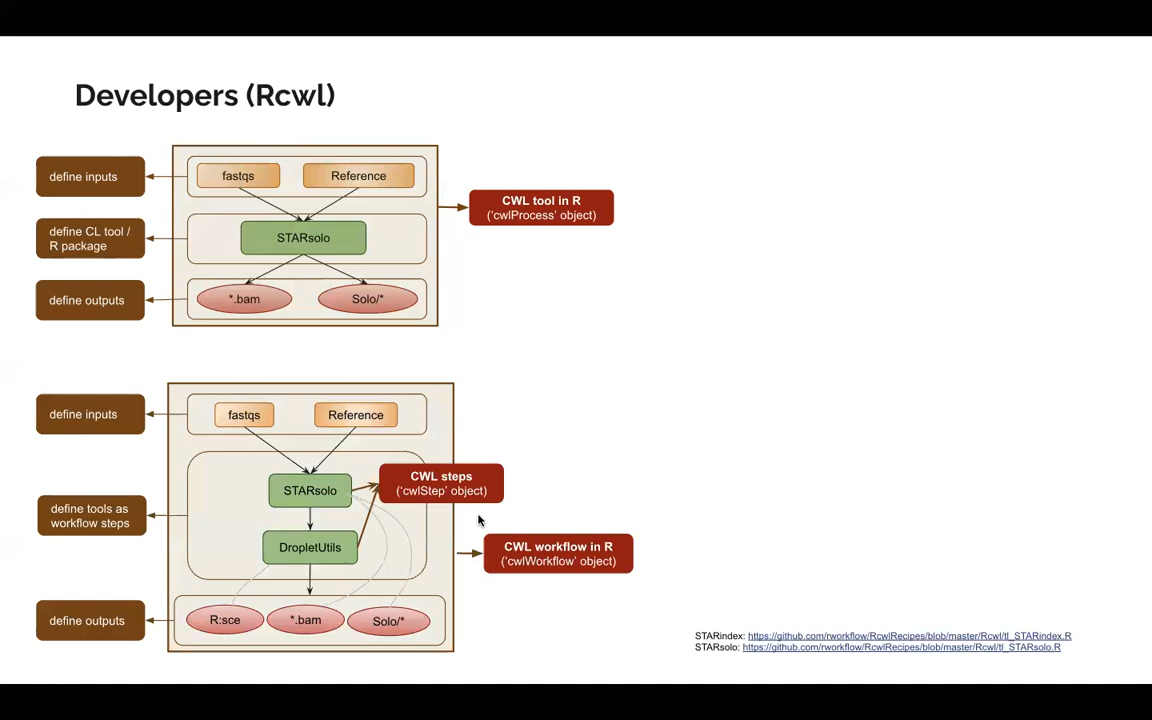 Developers (Rcwl)
define inputs
fastqs
Reference
define CL tool /
R package
STARsolo
define outputs
*.bam
Solo/*
CWL tool in R
(‘cwlProcess’ object)
define inputs
fastqs
Reference
define tools as
workflow steps
STARsolo
DropletUtils
CWL steps
(‘cwlStep’ object)
CWL workflow in R
(‘cwlWorkflow’ object)
define outputs
R:sce
*.bam
Solo/*
STARindex: https://github.com/rworkflow/RcwlRecipes/blob/master/Rcwl/tl_STARindex.R
STARsolo: https://github.com/rworkflow/RcwlRecipes/blob/master/Rcwl/tl_STARsolo.R